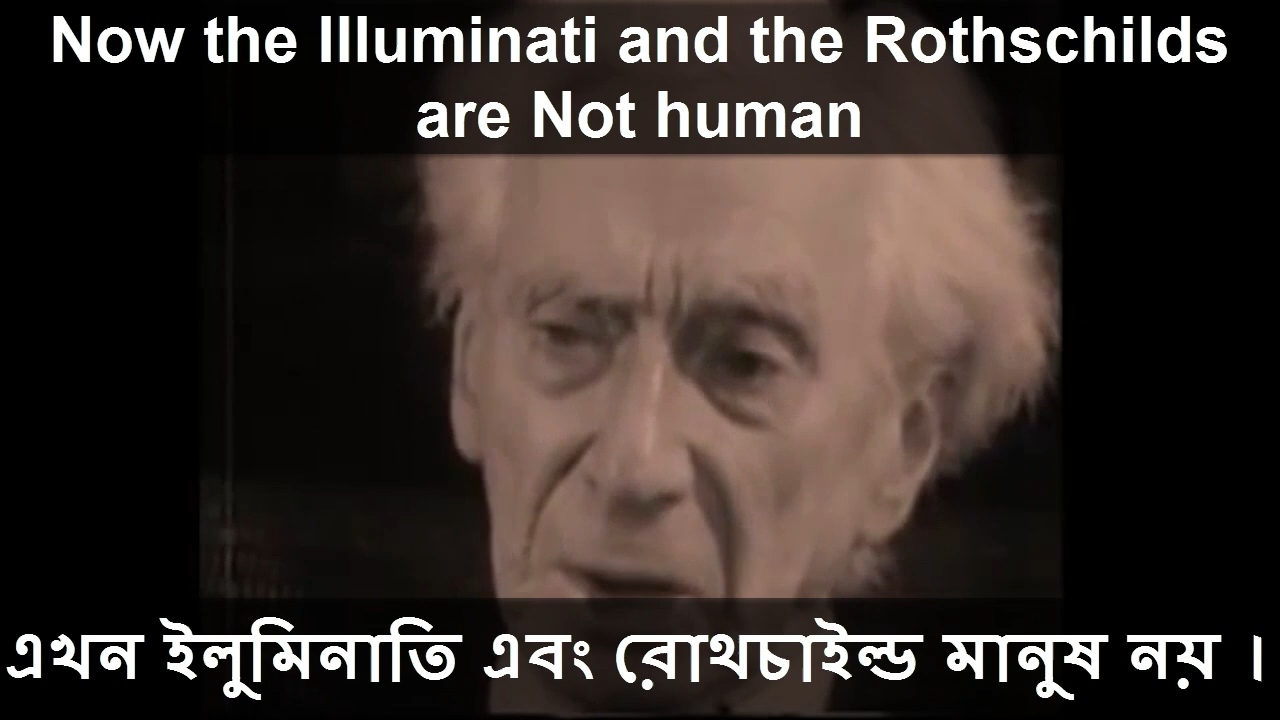 Now the Illuminati and the Rothschilds
are Not human
এখন ইলুমিনাতি এবং রোথচাইল্ড মানুষ নয় ।